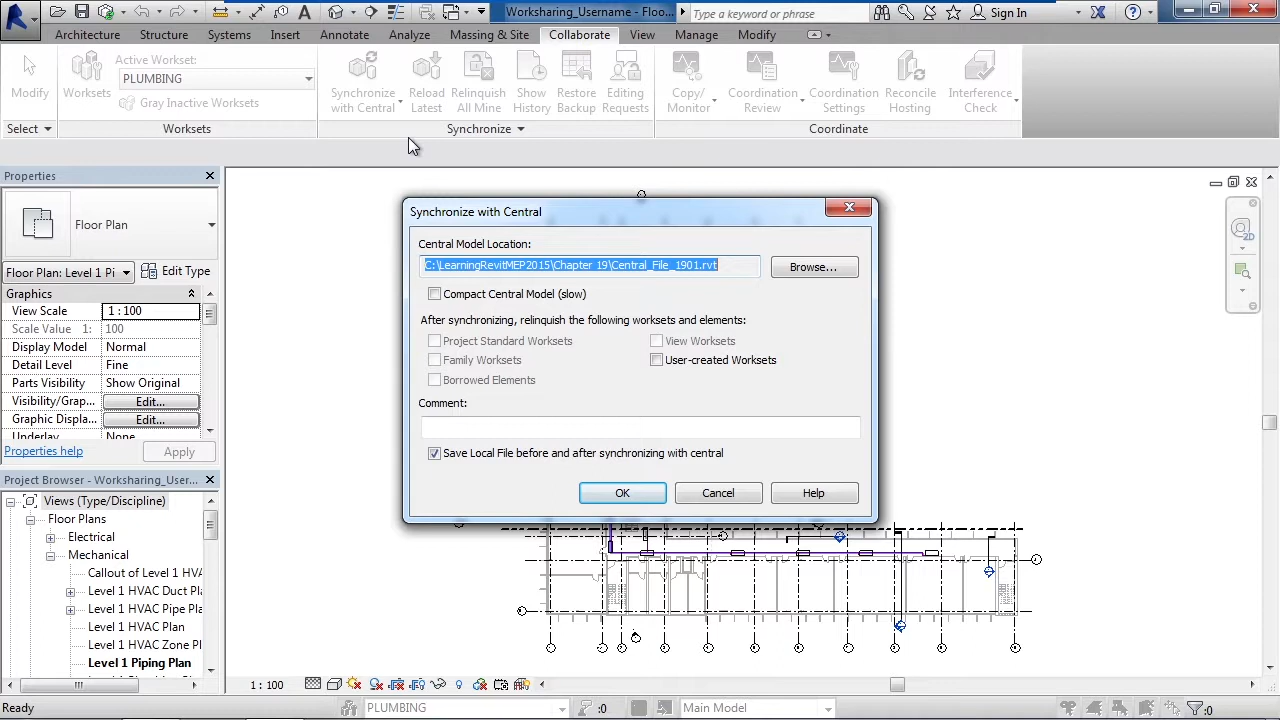 Worksharing_Username - Floo...
Type a keyword or phrase
Sign In
Architecture Structure Systems Insert Annotate Analyze Massing & Site Collaborate View Manage Modify
Modify
Worksets
Active Workset:
PLUMBING
Gray Inactive Worksets
Synchronize with Central
Reload Latest
Relinquish All Mine
Show History
Restore Backup
Editing Requests
Copy/ Monitor
Coordination Review
Coordination Settings
Reconcile Hosting
Interference Check
Select Worksets Synchronize Coordinate
Properties
Floor Plan
Floor Plan: Level 1 Pi Edit Type
Graphics
View Scale 1 : 100
Scale Value 1: 100
Display Model Normal
Detail Level Fine
Parts Visibility Show Original
Visibility/Grap... Edit...
Graphic Displa... Edit...
Underlay None
Properties help Apply
Project Browser - Worksharing_User...
Views (Type/Discipline)
Floor Plans
Electrical
Mechanical
Callout of Level 1 HVA
Level 1 HVAC Duct Pla
Level 1 HVAC Pipe Pla
Level 1 HVAC Plan
Level 1 HVAC Zone Pl
Level 1 Piping Plan
2D
Synchronize with Central
Central Model Location:
C:\LearningRevitMEP2015\Chapter 19\Central_File_1901.rvt Browse...
Compact Central Model (slow)
After synchronizing, relinquish the following worksets and elements:
Project Standard Worksets View Worksets
Family Worksets User-created Worksets
Borrowed Elements
Comment:
Save Local File before and after synchronizing with central
OK Cancel Help
1 : 100
Ready PLUMBING :0 Main Model :0